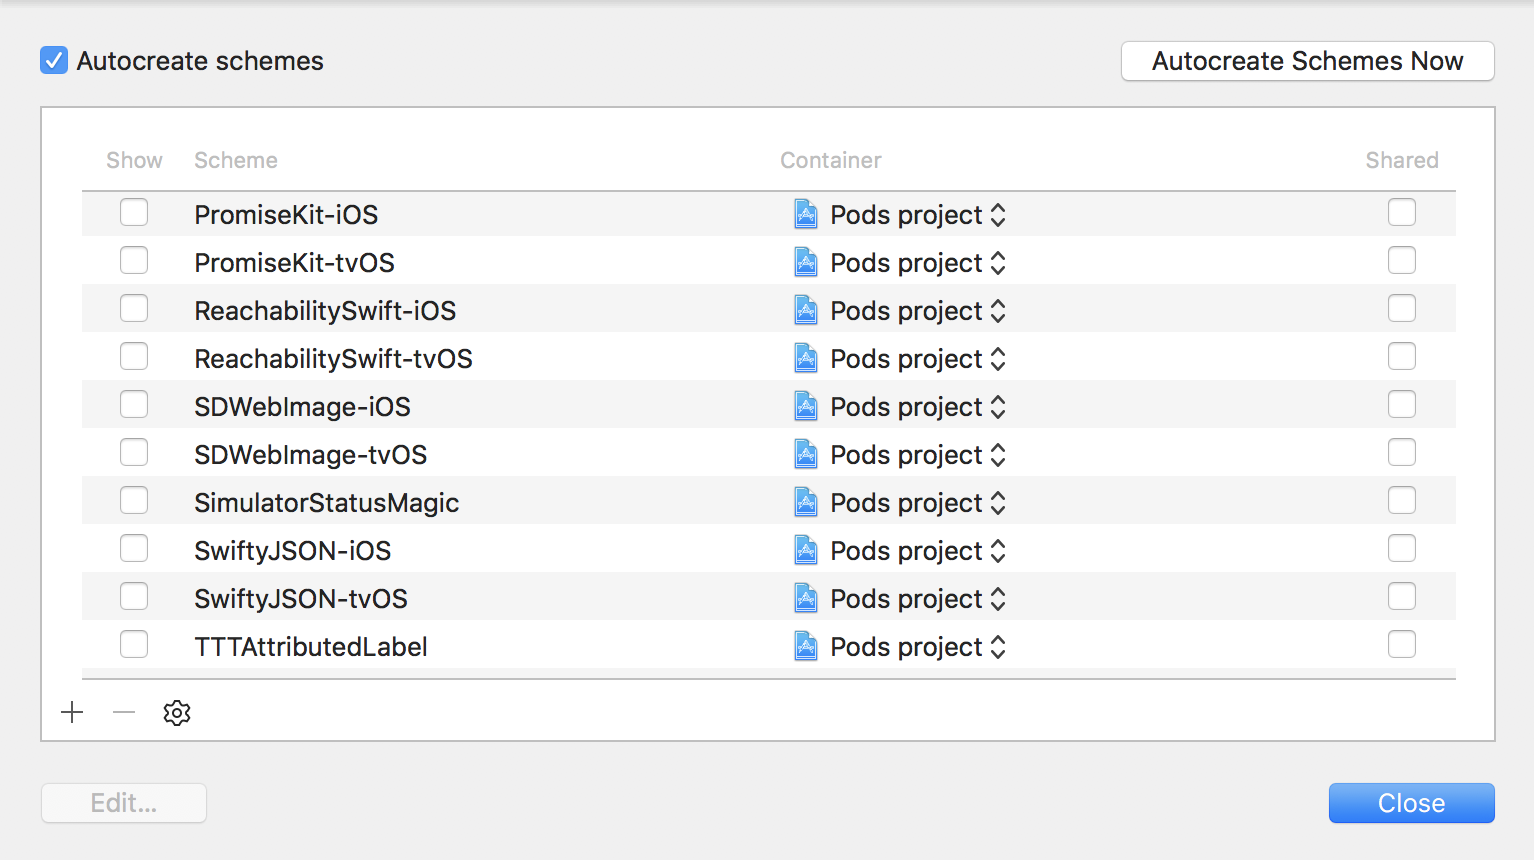 Autocreate schemes Autocreate Schemes Now
Show Scheme Container Shared
PromiseKit-iOS Pods project
PromiseKit-tvOS Pods project
ReachabilitySwift-iOS Pods project
ReachabilitySwift-tvOS Pods project
SDWebImage-iOS Pods project
SDWebImage-tvOS Pods project
SimulatorStatusMagic Pods project
SwiftyJSON-iOS Pods project
SwiftyJSON-tvOS Pods project
TTTAttributedLabel Pods project
Edit... Close